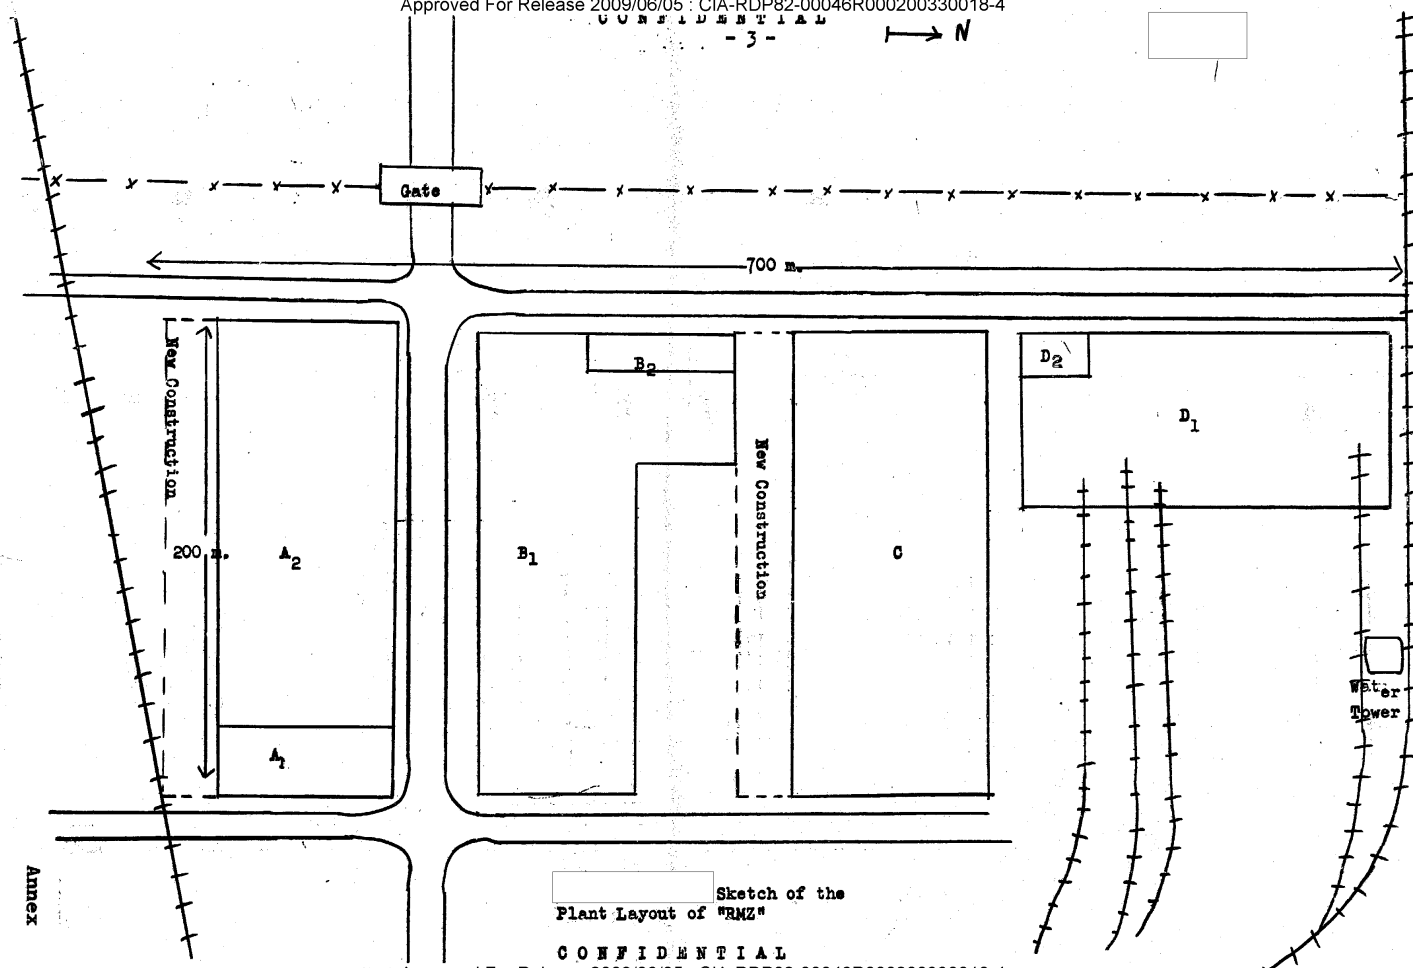 Approved For Release 2009/06/05 : CIA-RDP82-00046R000200330018-4
CONFIDENTIAL
- 3 -
N
Gate
700 m.
New Construction
200 m.
A2
A1
B2
B1
New Construction
C
D2
D1
Water
Tower
Annex
Sketch of the
Plant Layout of "RMZ"
CONFIDENTIAL